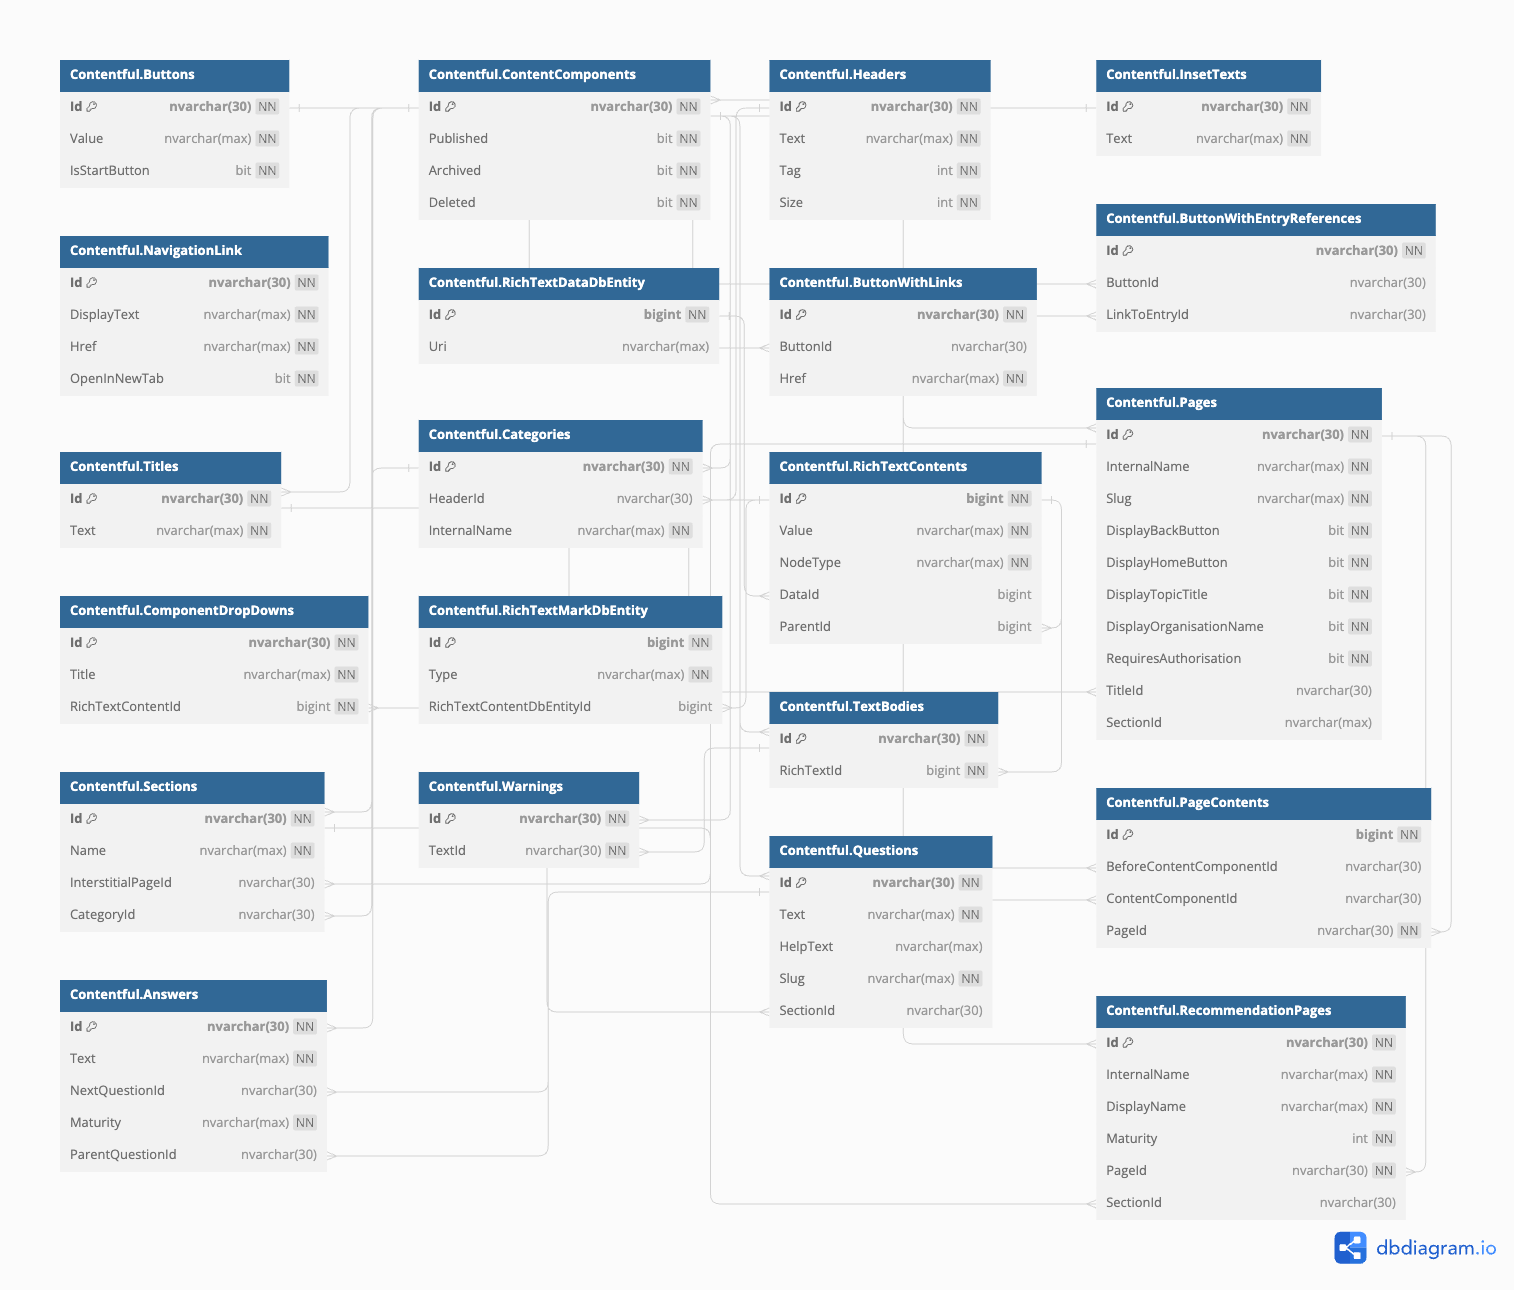 Contentful.Buttons
Id nvarchar(30) NN
Value nvarchar(max) NN
IsStartButton bit NN
Contentful.NavigationLink
Id nvarchar(30) NN
DisplayText nvarchar(max) NN
Href nvarchar(max) NN
OpenInNewTab bit NN
Contentful.Titles
Id nvarchar(30) NN
Text nvarchar(max) NN
Contentful.ComponentDropDowns
Id nvarchar(30) NN
Title nvarchar(max) NN
RichTextContentId bigint NN
Contentful.Sections
Id nvarchar(30) NN
Name nvarchar(max) NN
InterstitialPageId nvarchar(30)
CategoryId nvarchar(30)
Contentful.Answers
Id nvarchar(30) NN
Text nvarchar(max) NN
NextQuestionId nvarchar(30)
Maturity nvarchar(max) NN
ParentQuestionId nvarchar(30)
Contentful.ContentComponents
Id nvarchar(30) NN
Published bit NN
Archived bit NN
Deleted bit NN
Contentful.RichTextDataDbEntity
Id bigint NN
Uri nvarchar(max)
Contentful.Categories
Id nvarchar(30) NN
HeaderId nvarchar(30)
InternalName nvarchar(max) NN
Contentful.RichTextMarkDbEntity
Id bigint NN
Type nvarchar(max) NN
RichTextContentDbEntityId bigint
Contentful.Warnings
Id nvarchar(30) NN
TextId nvarchar(30) NN
Contentful.Headers
Id nvarchar(30) NN
Text nvarchar(max) NN
Tag int NN
Size int NN
Contentful.ButtonWithLinks
Id nvarchar(30) NN
ButtonId nvarchar(30)
Href nvarchar(max) NN
Contentful.RichTextContents
Id bigint NN
Value nvarchar(max) NN
NodeType nvarchar(max) NN
DataId bigint
ParentId bigint
Contentful.TextBodies
Id nvarchar(30) NN
RichTextId bigint NN
Contentful.Questions
Id nvarchar(30) NN
Text nvarchar(max) NN
HelpText nvarchar(max)
Slug nvarchar(max) NN
SectionId nvarchar(30)
Contentful.InsetTexts
Id nvarchar(30) NN
Text nvarchar(max) NN
Contentful.ButtonWithEntryReferences
Id nvarchar(30) NN
ButtonId nvarchar(30)
LinkToEntryId nvarchar(30)
Contentful.Pages
Id nvarchar(30) NN
InternalName nvarchar(max) NN
Slug nvarchar(max) NN
DisplayBackButton bit NN
DisplayHomeButton bit NN
DisplayTopicTitle bit NN
DisplayOrganisationName bit NN
RequiresAuthorisation bit NN
TitleId nvarchar(30)
SectionId nvarchar(max)
Contentful.PageContents
Id bigint NN
BeforeContentComponentId nvarchar(30)
ContentComponentId nvarchar(30)
PageId nvarchar(30) NN
Contentful.RecommendationPages
Id nvarchar(30) NN
InternalName nvarchar(max) NN
DisplayName nvarchar(max) NN
Maturity int NN
PageId nvarchar(30) NN
SectionId nvarchar(30)
dbdiagram.io